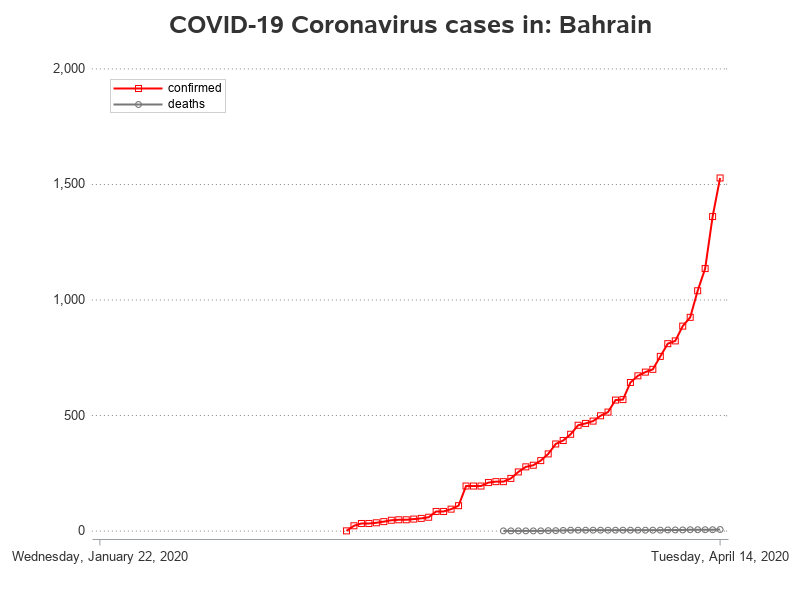 COVID-19 Coronavirus cases in: Bahrain
2,000
confirmed
deaths
1,500
1,000
500
0
Wednesday, January 22, 2020
Tuesday, April 14, 2020